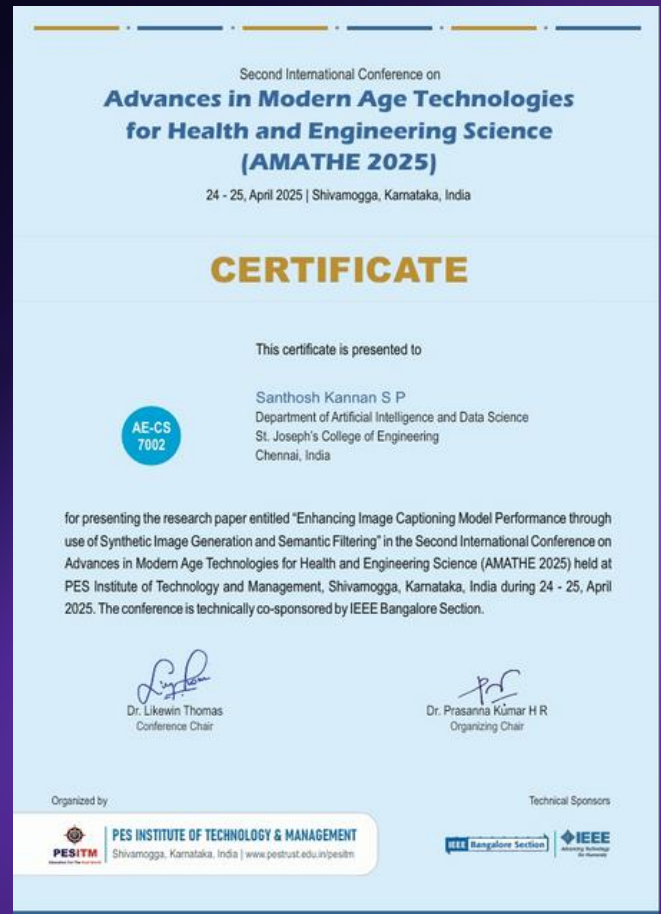 Second International Conference on
Advances in Modern Age Technologies
for Health and Engineering Science
(AMATHE 2025)
24 - 25, April 2025 | Shivamogga, Karnataka, India
CERTIFICATE
This certificate is presented to
AE-CS
7002
Santhosh Kannan S P
Department of Artificial Intelligence and Data Science
St. Joseph's College of Engineering
Chennai, India
for presenting the research paper entitled “Enhancing Image Captioning Model Performance through
use of Synthetic Image Generation and Semantic Filtering” in the Second International Conference on
Advances in Modern Age Technologies for Health and Engineering Science (AMATHE 2025) held at
PES Institute of Technology and Management, Shivamogga, Karnataka, India during 24 - 25, April
2025. The conference is technically co-sponsored by IEEE Bangalore Section.
Dr. Likewin Thomas
Conference Chair
Dr. Prasanna Kumar H R
Organizing Chair
Organized by
Technical Sponsors
PESITM
PES INSTITUTE OF TECHNOLOGY & MANAGEMENT
Shivamogga, Karnataka, India | www.pestrust.edu.in/pesitm
IEEE Bangalore Section
IEEE
Advancing Technology
for Humanity